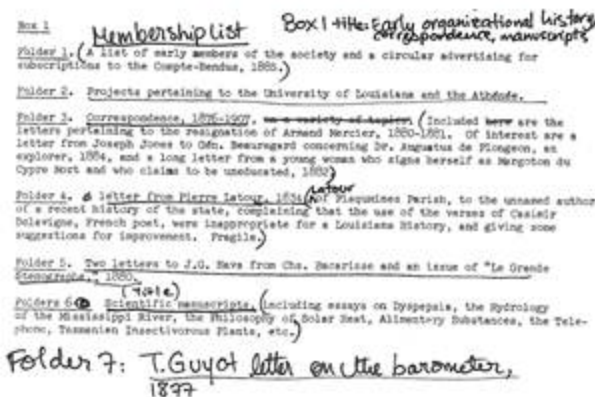 Box 1
Membership List
Box 1 title: Early organizational history,
correspondence, manuscripts
Folder 1. (A list of early members of the society and a circular advertising for
subscriptions to the Compte-Rendus, 1883.)
Folder 2. Projects pertaining to the University of Louisiana and the Athénée.
Folder 3. Correspondence, 1876-1907, on a variety of topics. (Included here are the
letters pertaining to the resignation of Armand Mercier, 1880-1881. Of interest are a
letter from Joseph Jones to Gén. Beauregard concerning Dr. Augustus de Plongeon, an
explorer, 1884, and a long letter from a young woman who signs herself as Margoton du
Cypre Mort and who claims to be uneducated,
Folder 4. a letter from Pierre Latour, (Latour of Plaqumines Parish, to the unnamed author
of a recent history of the state, complaining that the use of the verses of Casimir
Delavigne, French poet, were inappropriate for a Louisiana History, and giving some
suggestions for improvement. Fragile.)
Folder 5. Two letters to J.G. Hava from Chs. Bacarisse and an issue of "Le Grande
1880.
Folders 6 Scientific manuscripts, (including essays on Dyspepsia, the Hydrology
of the Mississippi River, the Philosophy of Solar Heat, Alimentary Substances, the Tele-
phone, Tasmanien Insectivorous Plants, etc.)
Folder 7: T. Guyot letter on the barometer,
1877